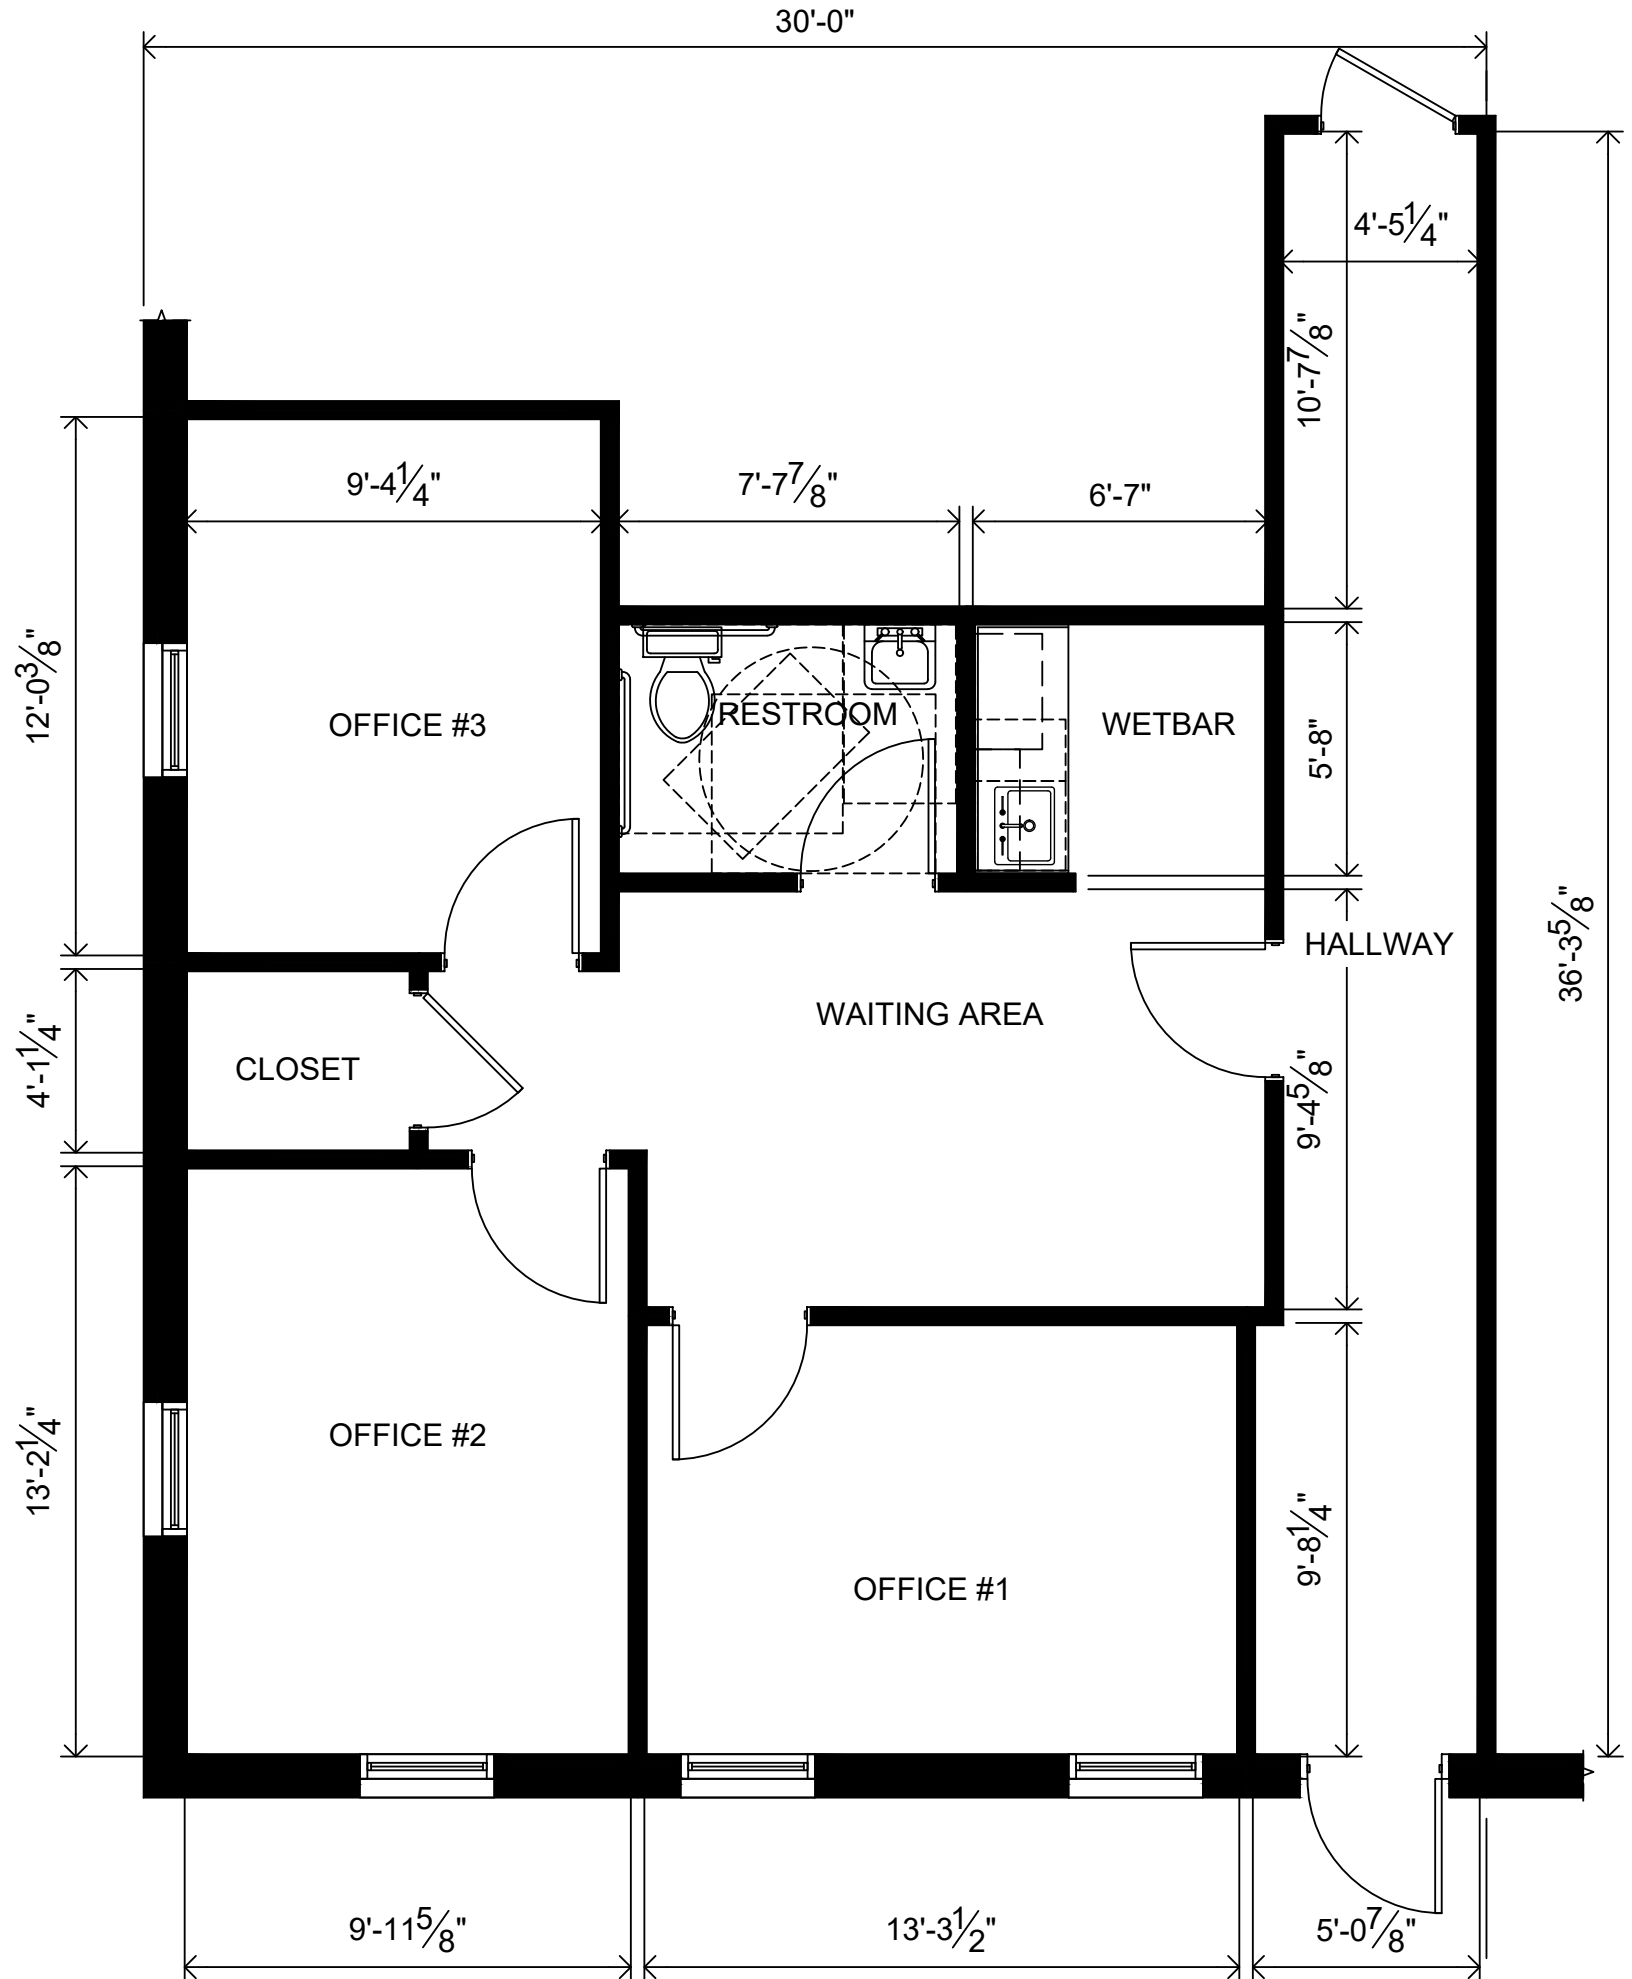 30'-0"
4'-5 1/4"
10'-7 7/8"
9'-4 1/4"
7'-7 7/8"
6'-7"
12'-0 3/8"
OFFICE #3
RESTROOM
WETBAR
5'-8"
HALLWAY
36'-3 5/8"
WAITING AREA
CLOSET
4'-1 1/4"
9'-4 5/8"
13'-2 1/4"
OFFICE #2
9'-8 1/4"
OFFICE #1
9'-11 5/8"
13'-3 1/2"
5'-0 7/8"